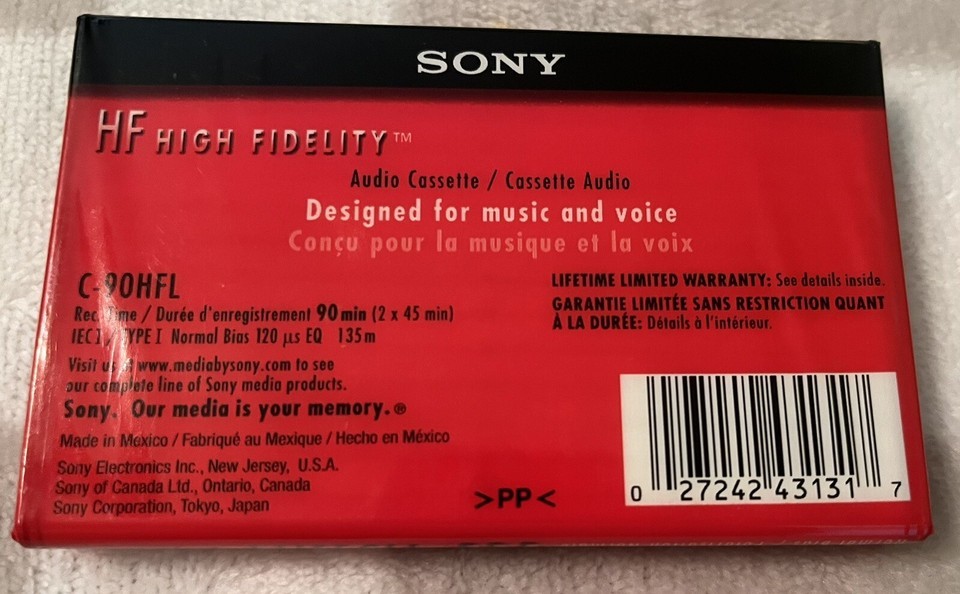 SONY
HF HIGH FIDELITY™
Audio Cassette / Cassette Audio
Designed for music and voice
Conçu pour la musique et la voix
C-90HFL
Rec Time / Durée d'enregistrement 90 min (2 x 45 min)
IEC I / TYPE I Normal Bias 120 µs EQ 135m
Visit us at www.mediabysony.com to see
our complete line of Sony media products.
Sony. Our media is your memory.®
Made in Mexico / Fabriqué au Mexique / Hecho en México
Sony Electronics Inc., New Jersey, U.S.A.
Sony of Canada Ltd., Ontario, Canada
Sony Corporation, Tokyo, Japan
LIFETIME LIMITED WARRANTY: See details inside.
GARANTIE LIMITÉE SANS RESTRICTION QUANT
À LA DURÉE: Détails à l'intérieur.
>PP<
0 27242 43131 7